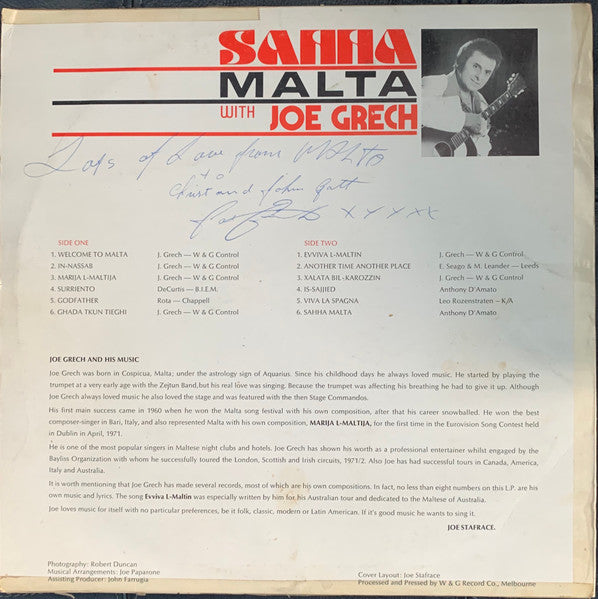 SAHHA
MALTA
WITH JOE GRECH
Lots of Love from MALTA
to
Christ and John Gatt
XXXXX
SIDE ONE
1. WELCOME TO MALTA J. Grech — W & G Control
2. IN-NASSAB J. Grech — W & G Control
3. MARIJA L-MALTIJA J. Grech — W & G Control
4. SURRIENTO DeCurtis — B.I.E.M.
5. GODFATHER Rota — Chappell
6. GHADA TKUN TIEGHI J. Grech — W & G Control
SIDE TWO
1. EVVIVA L-MALTIN J. Grech — W & G Control
2. ANOTHER TIME ANOTHER PLACE E. Seago & M. Leander — Leeds
3. XALATA BIL-KAROZZIN J. Grech — W & G Control
4. IS-SAJJIED Anthony D'Amato
5. VIVA LA SPAGNA Leo Rozenstraten — K/A
6. SAHHA MALTA Anthony D'Amato
JOE GRECH AND HIS MUSIC
Joe Grech was born in Cospicua, Malta; under the astrology sign of Aquarius. Since his childhood days he always loved music. He started by playing the
trumpet at a very early age with the Zejtun Band, but his real love was singing. Because the trumpet was affecting his breathing he had to give it up. Although
Joe Grech always loved music he also loved the stage and was featured with the then Stage Commandos.
His first main success came in 1960 when he won the Malta song festival with his own composition, after that his career snowballed. He won the best
composer-singer in Bari, Italy, and also represented Malta with his own composition, MARIJA L-MALTIJA, for the first time in the Eurovision Song Contest held
in Dublin in April, 1971.
He is one of the most popular singers in Maltese night clubs and hotels. Joe Grech has shown his worth as a professional entertainer whilst engaged by the
Bayliss Organization with whom he successfully toured the London, Scottish and Irish circuits, 1971/2. Also Joe has had successful tours in Canada, America,
Italy and Australia.
It is worth mentioning that Joe Grech has made several records, most of which are his own compositions. In fact, no less than eight numbers on this L.P. are his
own music and lyrics. The song Evviva L-Maltin was especially written by him for his Australian tour and dedicated to the Maltese of Australia.
Joe loves music for itself with no particular preferences, be it folk, classic, modern or Latin American. If it's good music he wants to sing it.
JOE STAFRACE.
Photography: Robert Duncan
Musical Arrangements: Joe Paparone
Assisting Producer: John Farrugia
Cover Layout: Joe Stafrace
Processed and Pressed by W & G Record Co., Melbourne